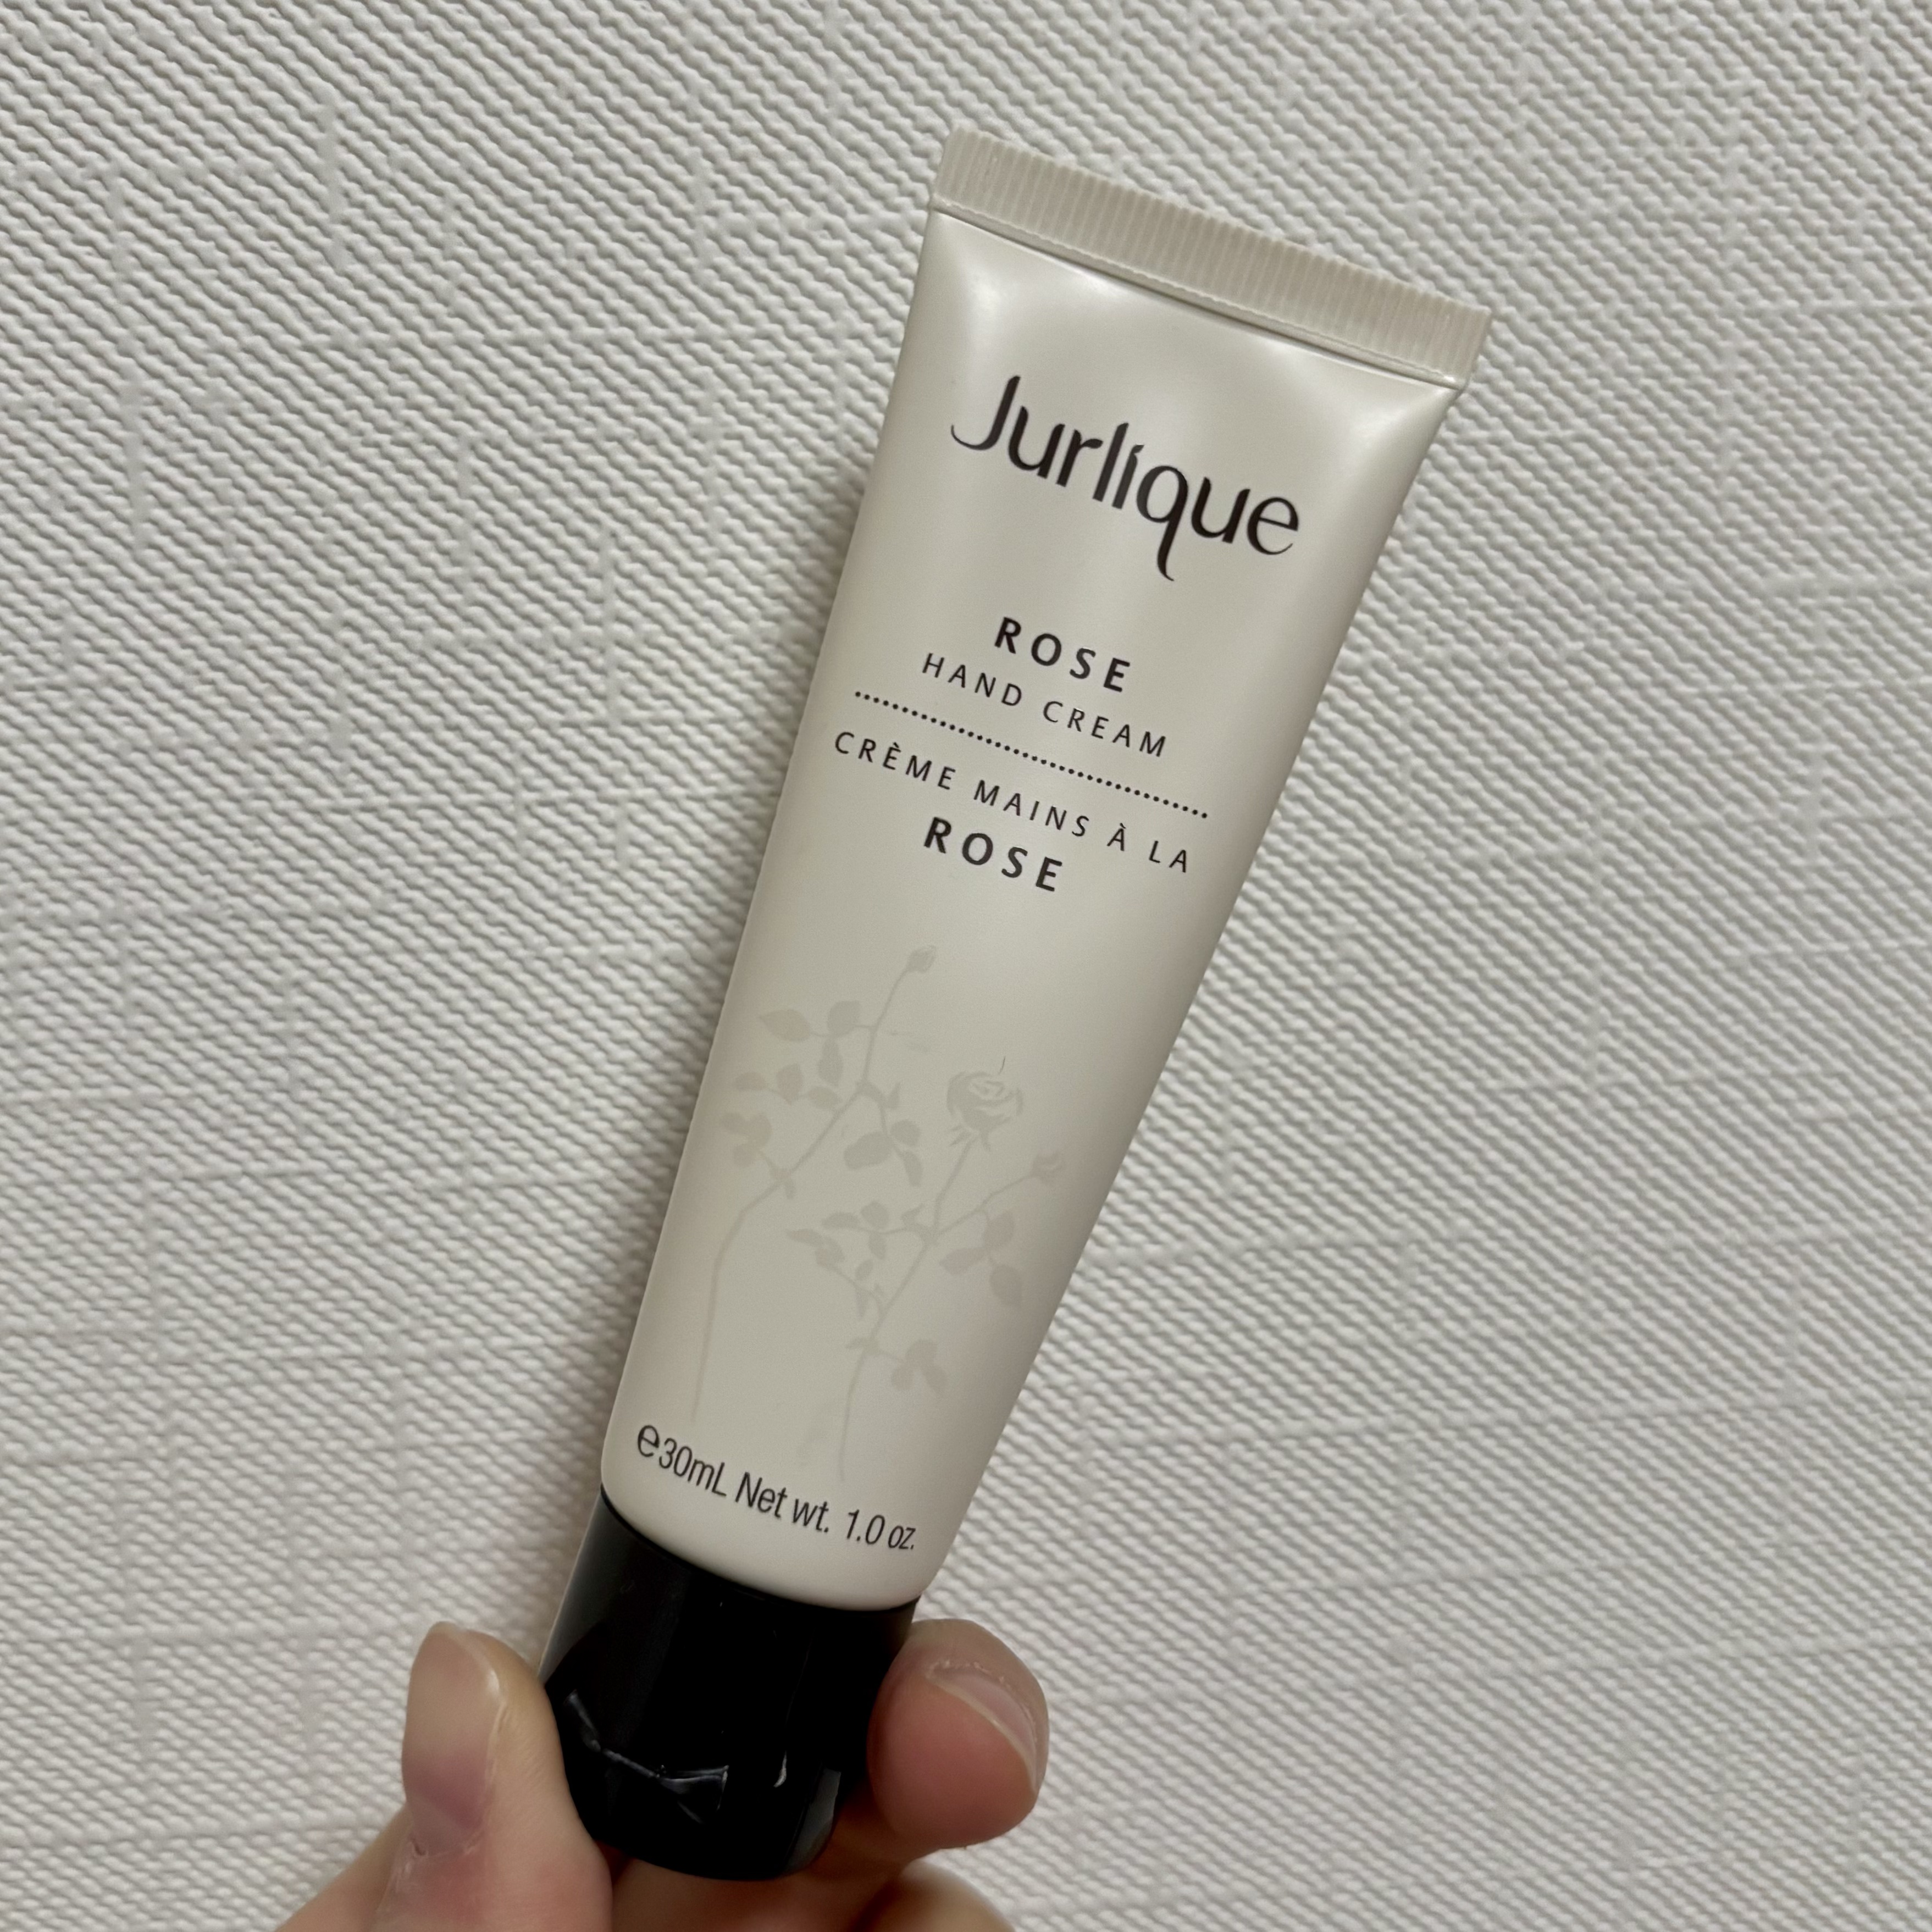 Jurlique
ROSE
HAND CREAM
CRÈME MAINS À LA
ROSE
℮30mL Net wt. 1.0 oz.